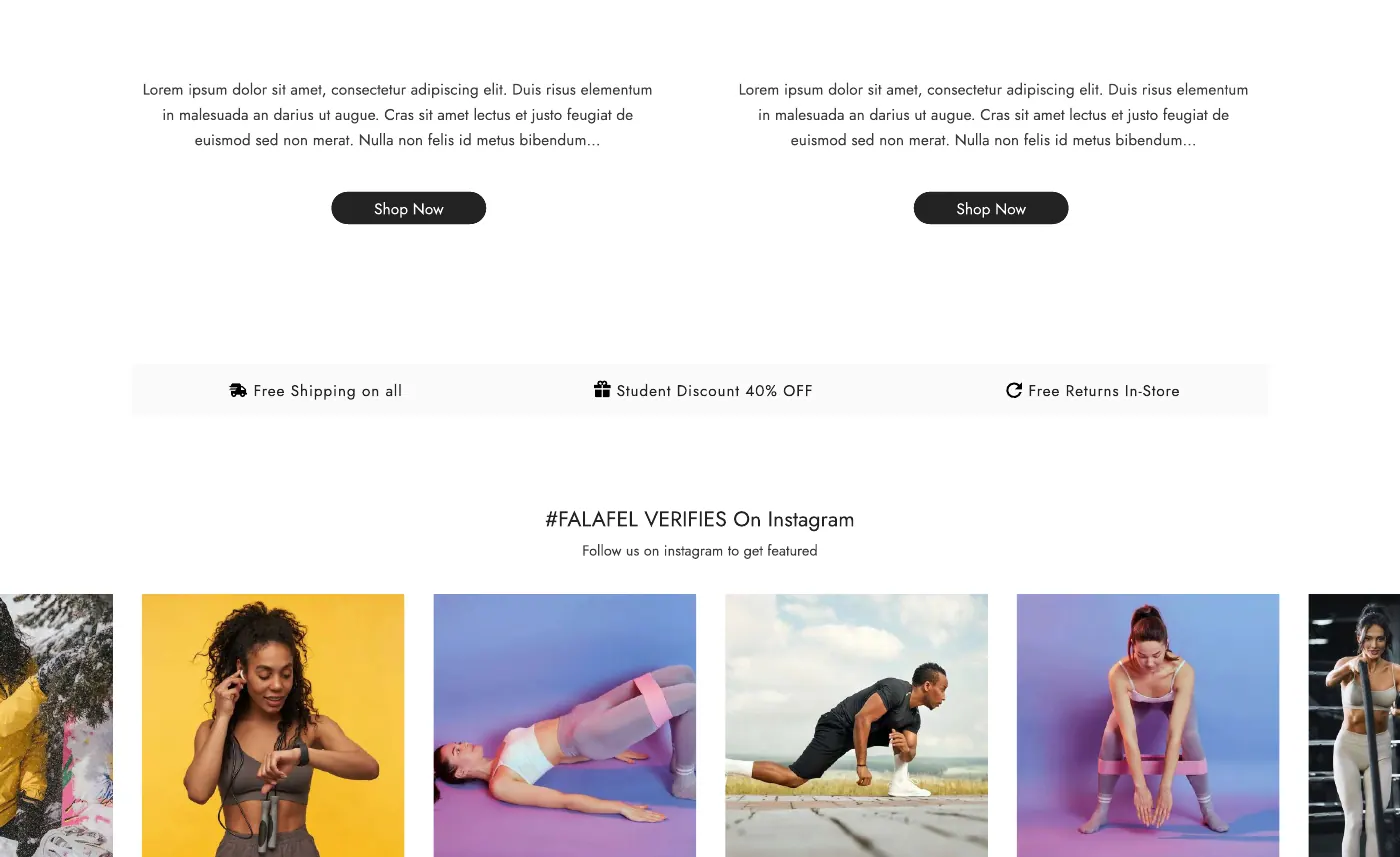 Lorem ipsum dolor sit amet, consectetur adipiscing elit. Duis risus elementum
in malesuada an darius ut augue. Cras sit amet lectus et justo feugiat de
euismod sed non merat. Nulla non felis id metus bibendum...
Shop Now
Lorem ipsum dolor sit amet, consectetur adipiscing elit. Duis risus elementum
in malesuada an darius ut augue. Cras sit amet lectus et justo feugiat de
euismod sed non merat. Nulla non felis id metus bibendum...
Shop Now
Free Shipping on all
Student Discount 40% OFF
Free Returns In-Store
#FALAFEL VERIFIES On Instagram
Follow us on instagram to get featured